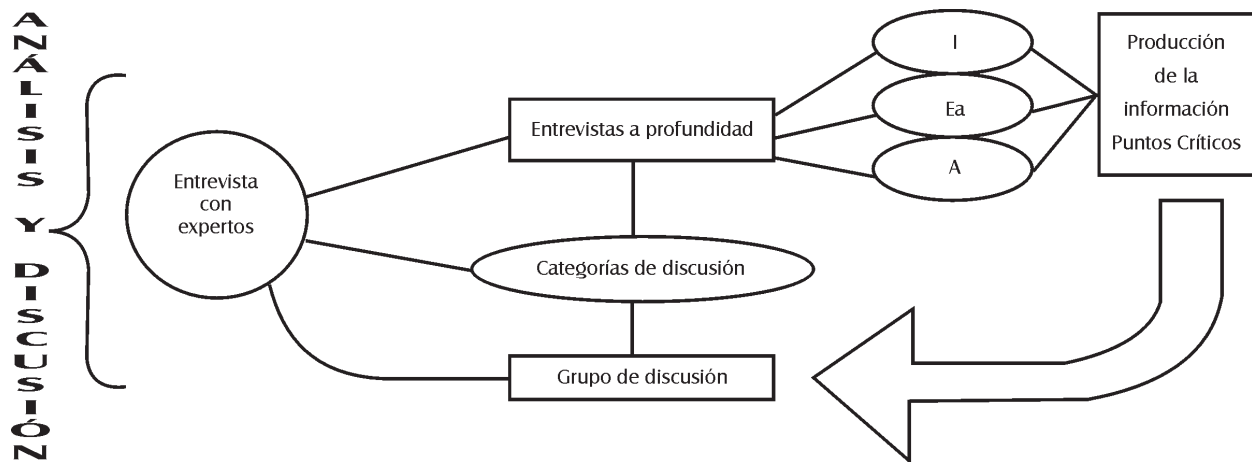 ANÁLISIS Y DISCUSIÓN
Entrevista
con
expertos
Entrevistas a profundidad
Categorías de discusión
Grupo de discusión
I
Ea
A
Producción
de la
información
Puntos Críticos